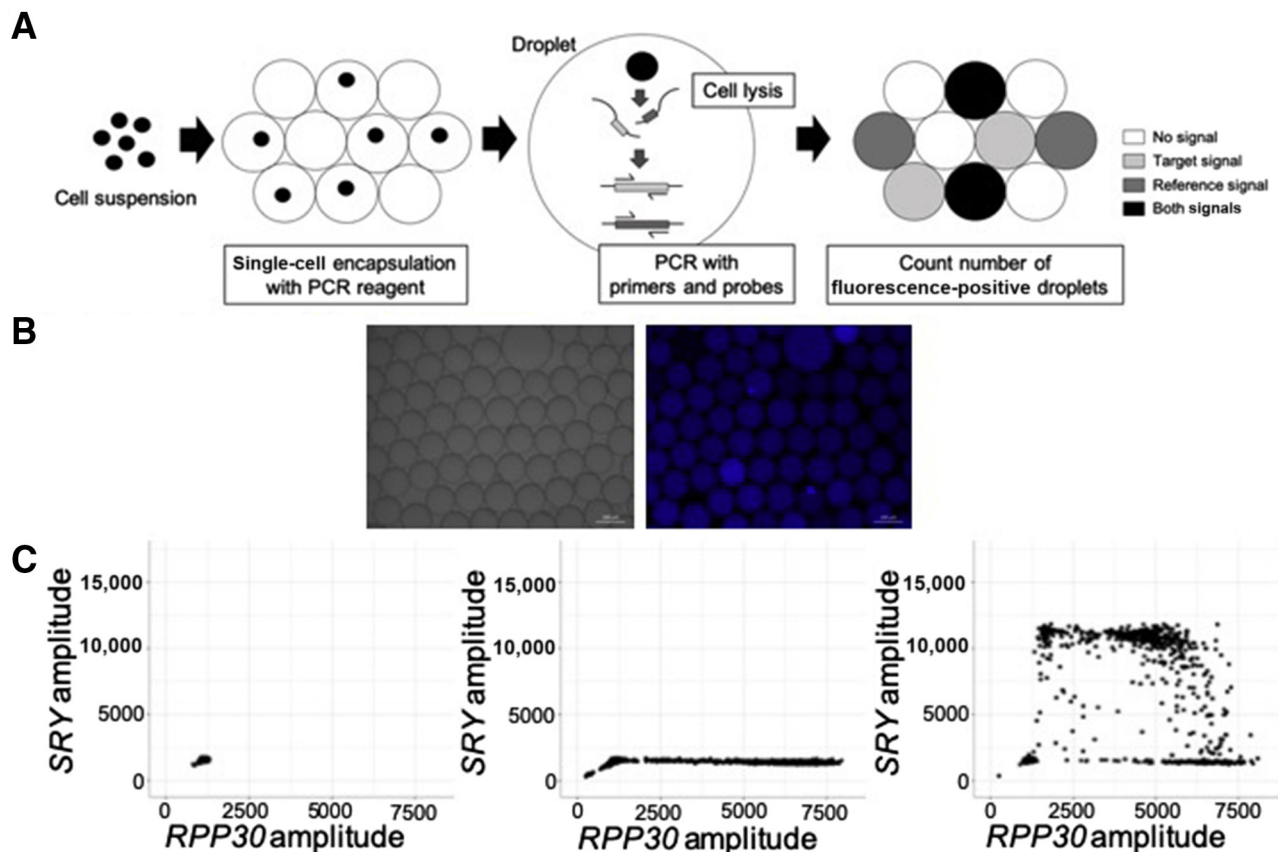 A
Droplet
Cell lysis
Cell suspension
No signal
Target signal
Reference signal
Both signals
Single-cell encapsulation
with PCR reagent
PCR with
primers and probes
Count number of
fluorescence-positive droplets
B
C
SRY amplitude
15,000
10,000
5000
0
0
2500
5000
7500
RPP30 amplitude
SRY amplitude
15,000
10,000
5000
0
0
2500
5000
7500
RPP30 amplitude
SRY amplitude
15,000
10,000
5000
0
0
2500
5000
7500
RPP30 amplitude